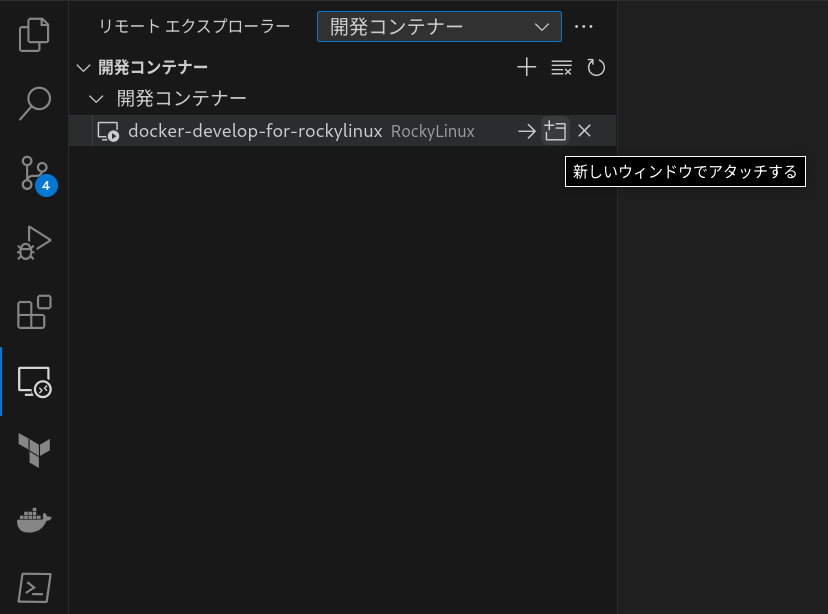 リモート エクスプローラー 開発コンテナー
開発コンテナー
開発コンテナー
docker-develop-for-rockylinux RockyLinux
新しいウィンドウでアタッチする
4